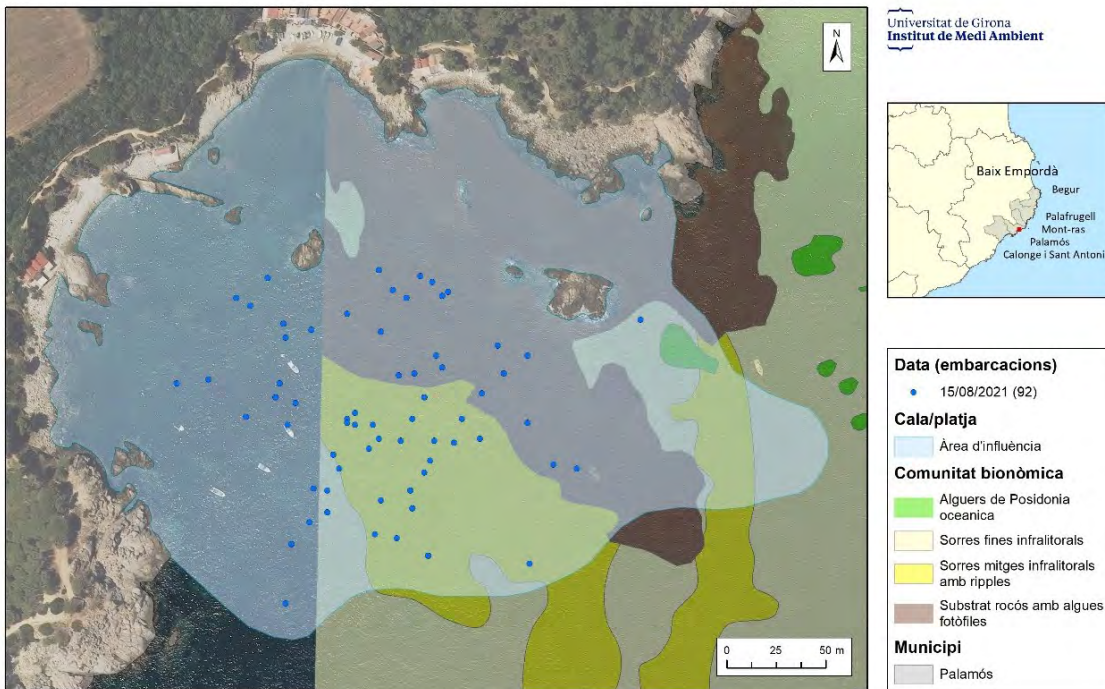 N
0 25 50 m
Universitat de Girona
Institut de Medi Ambient
Baix Empordà
Begur
Palafrugell
Mont-ras
Palamós
Calonge i Sant Antoni
Data (embarcacions)
15/08/2021 (92)
Cala/platja
Àrea d'influència
Comunitat bionòmica
Alguers de Posidonia
oceanica
Sorres fines infralitorals
Sorres mitges infralitorals
amb ripples
Substrat rocós amb algues
fotòfiles
Municipi
Palamós